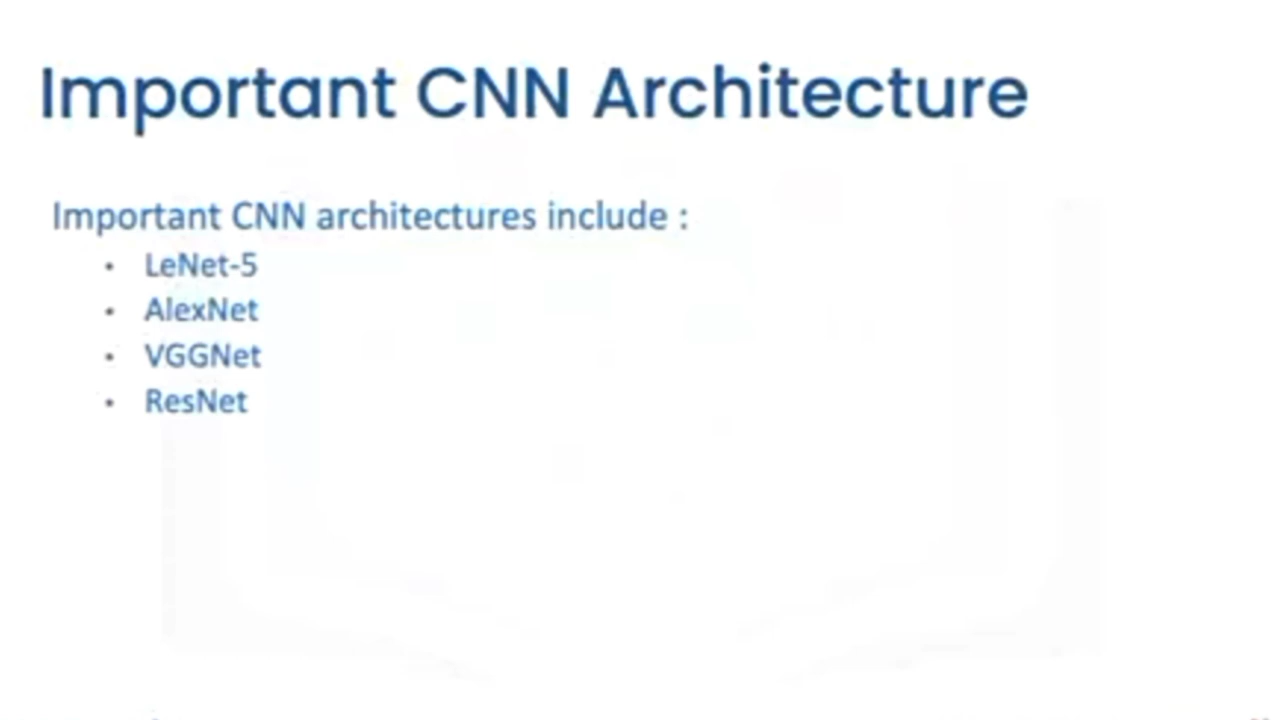 Important CNN Architecture
Important CNN architectures include :
• LeNet-5
• AlexNet
• VGGNet
• ResNet